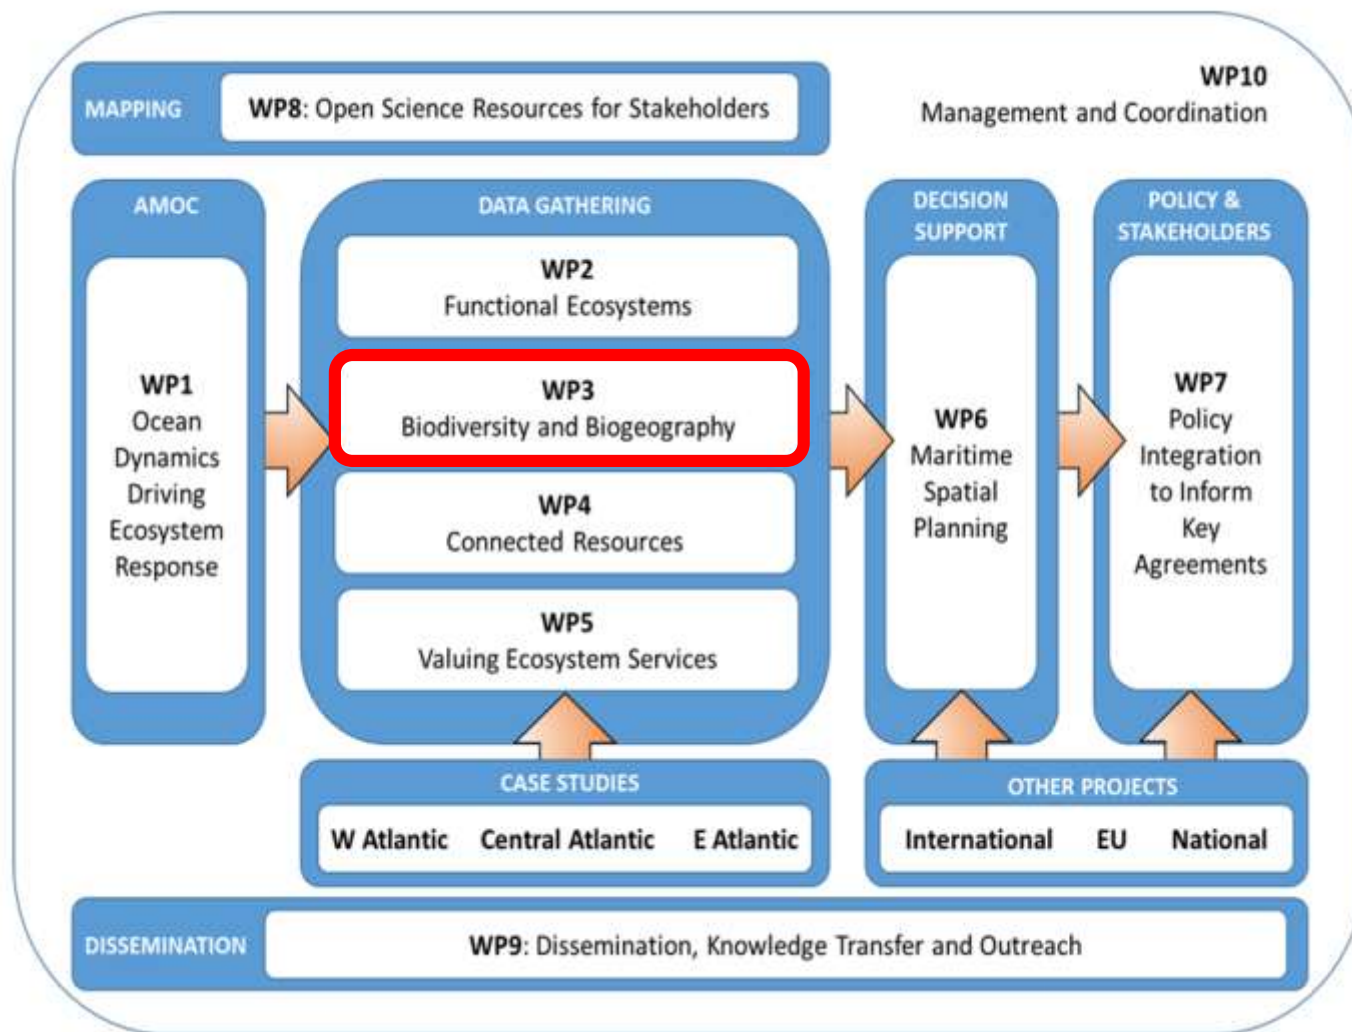 MAPPING
WP8: Open Science Resources for Stakeholders
WP10
Management and Coordination
AMOC
WP1
Ocean
Dynamics
Driving
Ecosystem
Response
DATA GATHERING
WP2
Functional Ecosystems
WP3
Biodiversity and Biogeography
WP4
Connected Resources
WP5
Valuing Ecosystem Services
DECISION
SUPPORT
WP6
Maritime
Spatial
Planning
POLICY &
STAKEHOLDERS
WP7
Policy
Integration
to Inform
Key
Agreements
CASE STUDIES
W Atlantic Central Atlantic E Atlantic
OTHER PROJECTS
International EU National
DISSEMINATION
WP9: Dissemination, Knowledge Transfer and Outreach